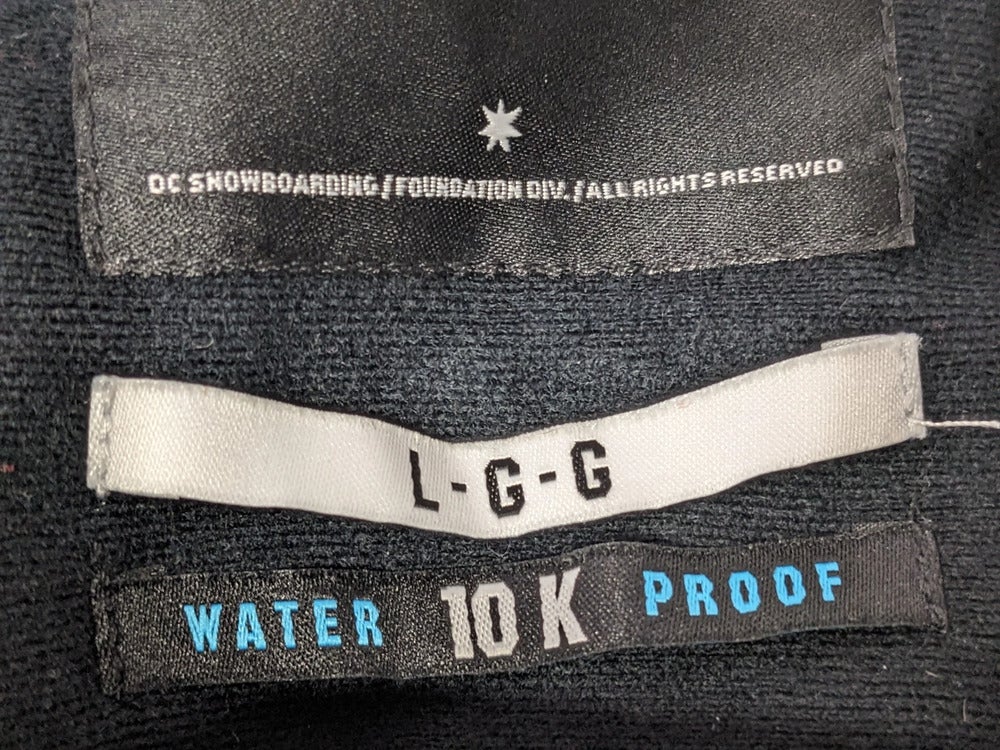 DC SNOWBOARDING / FOUNDATION DIV. / ALL RIGHTS RESERVED
L-G-G
WATER 10K PROOF